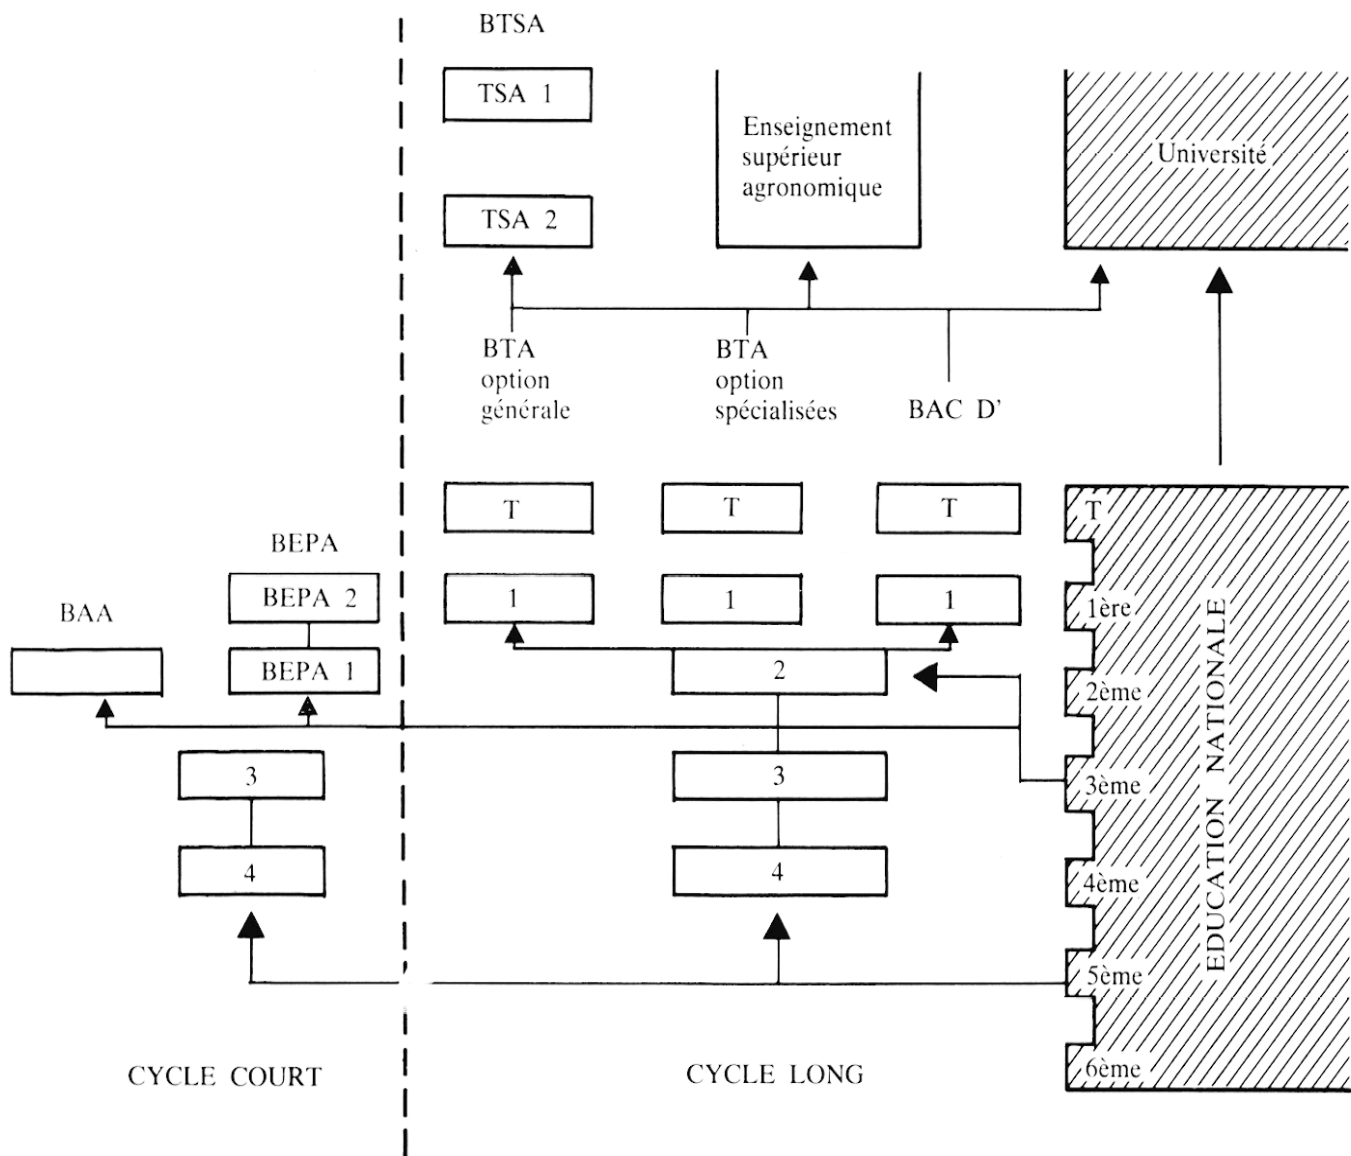 BTSA
TSA 1
TSA 2
Enseignement
supérieur
agronomique
Université
BTA
option
générale
BTA
option
spécialisées
BAC D'
T
T
T
T
BEPA
BEPA 2
BAA
1
1
1
1ère
BEPA 1
2
2ème
3
3
3ème
4
4
4ème
5ème
6ème
EDUCATION NATIONALE
CYCLE COURT
CYCLE LONG